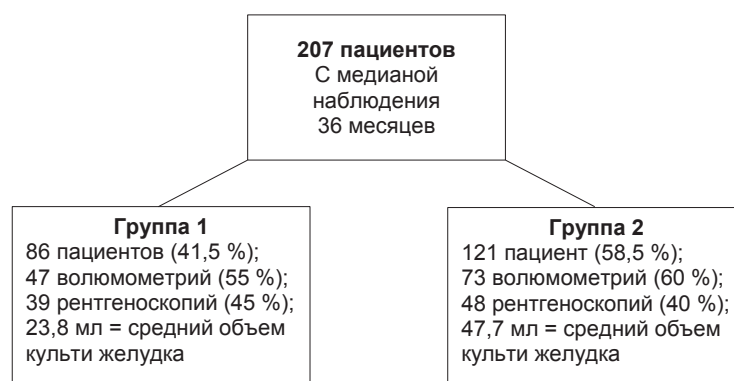 207 пациентов
С медианой
наблюдения
36 месяцев
Группа 1
86 пациентов (41,5 %);
47 волюмометрий (55 %);
39 рентгеноскопий (45 %);
23,8 мл = средний объем
культи желудка
Группа 2
121 пациент (58,5 %);
73 волюмометрий (60 %);
48 рентгеноскопий (40 %);
47,7 мл = средний объем
культи желудка